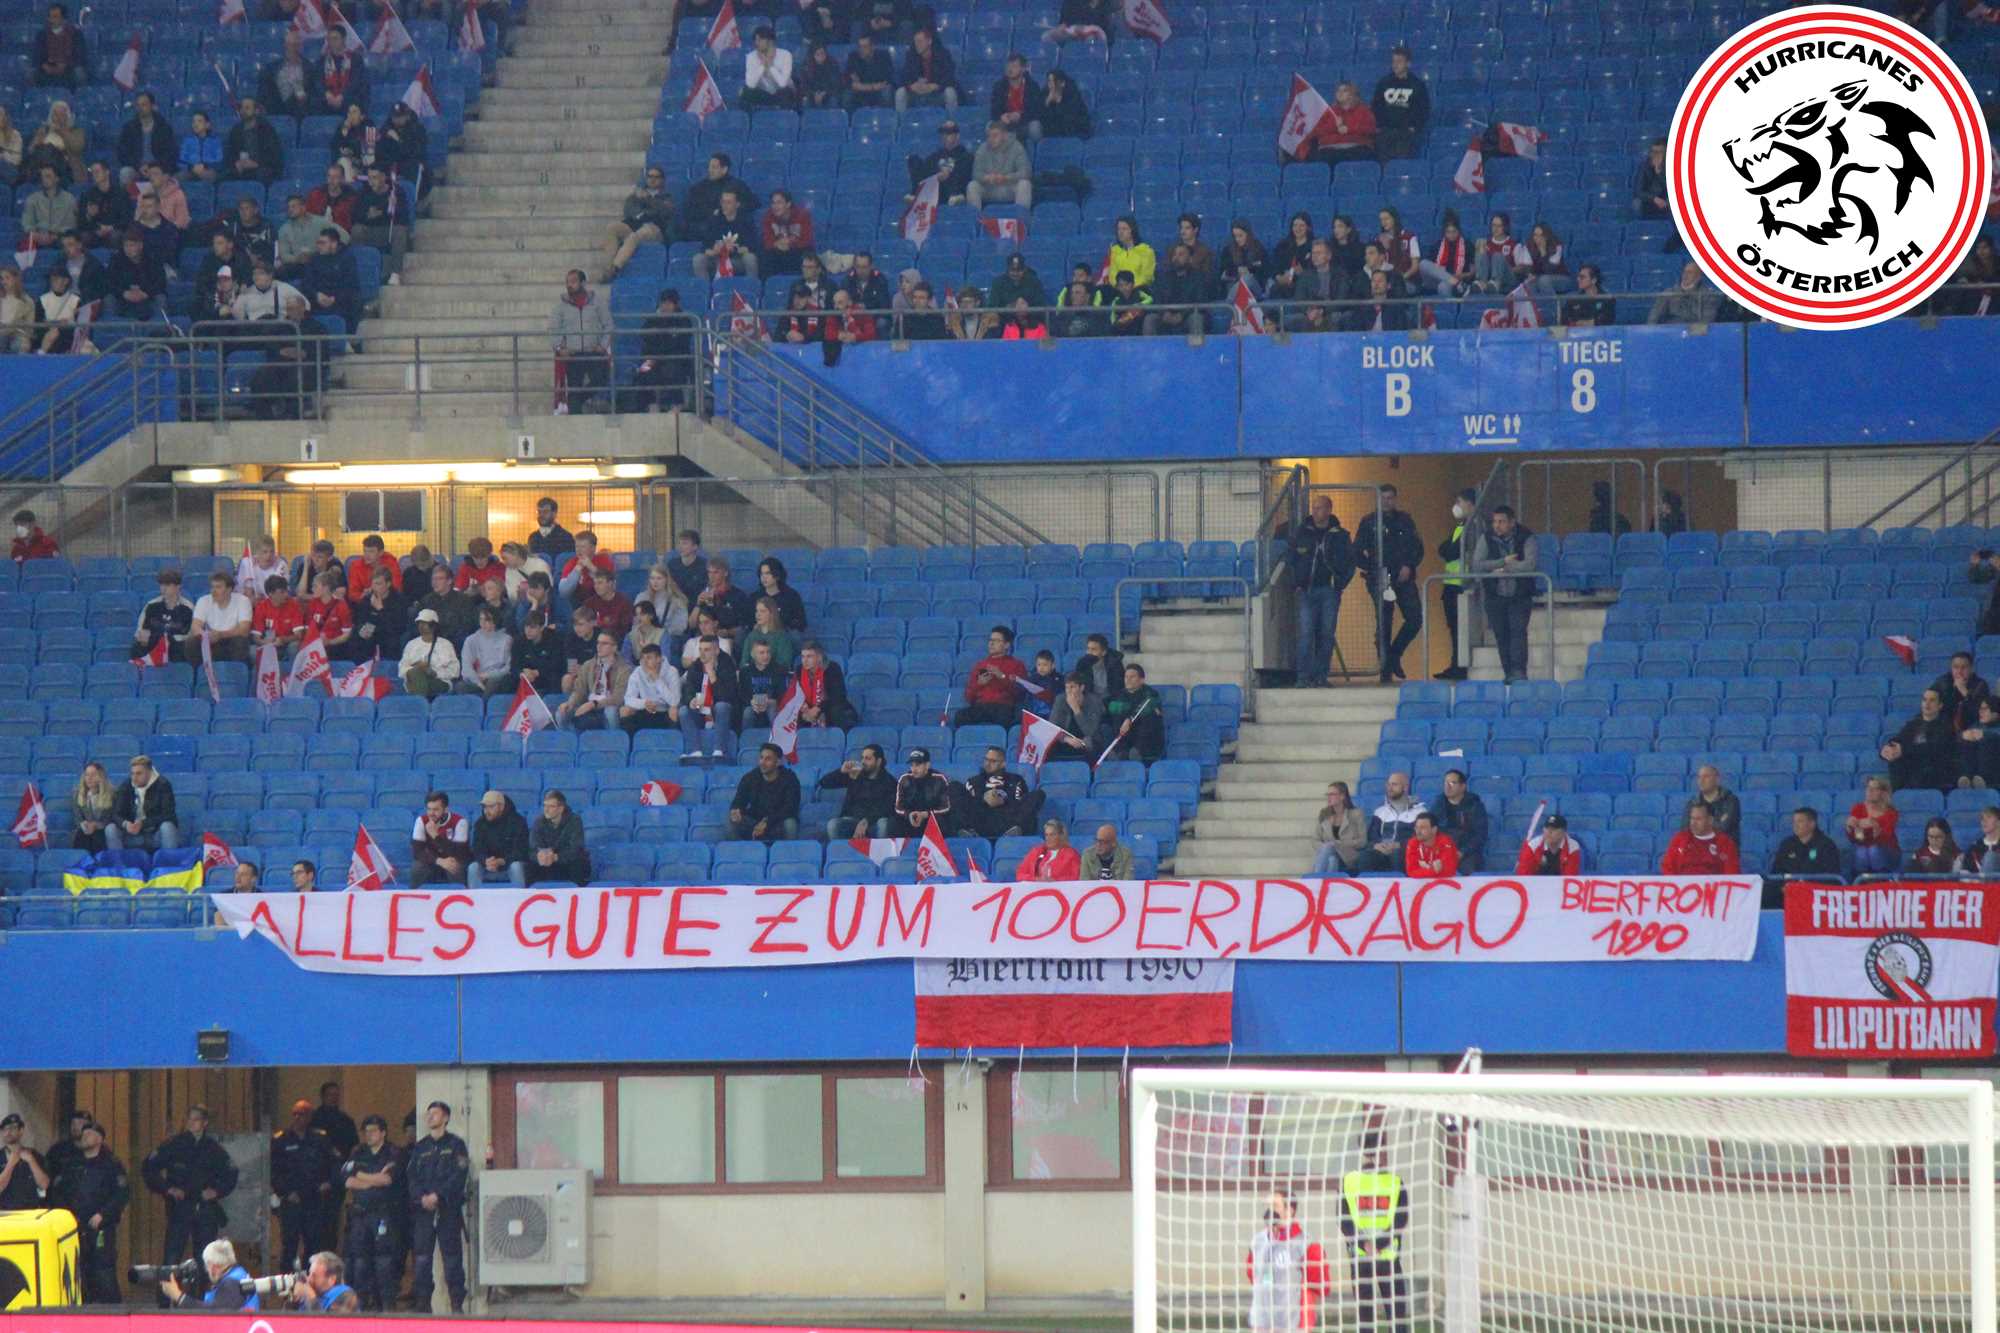 HURRICANES
ÖSTERREICH
BLOCK
B
TIEGE
8
WC
ALLES GUTE ZUM 100ER, DRAGO
BIERFRONT
1990
Bierfront 1990
FREUNDE DER
LILIPUTBAHN